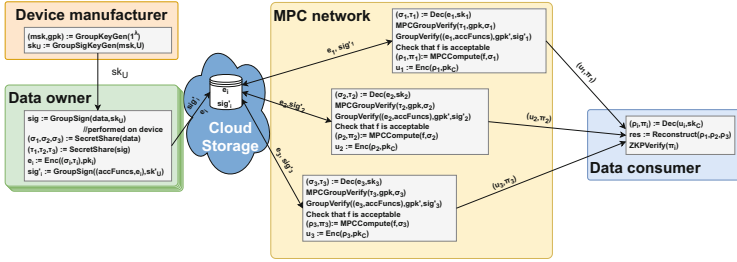 Device manufacturer
(msk,gpk) := GroupKeyGen(1^λ)
sk_U := GroupSigKeyGen(msk,U)
sk_U
Data owner
sig := GroupSign(data,sk_U)
//performed on device
(σ₁,σ₂,σ₃) := SecretShare(data)
(τ₁,τ₂,τ₃) := SecretShare(sig)
e_i := Enc((σ_i,τ_i),pk_i)
sig'_i := GroupSign((accFuncs,e_i),sk'_U)
sig'_i
e_i
e_i
sig'_i
Cloud
Storage
MPC network
e₁, sig'₁
(σ₁,τ₁) := Dec(e₁,sk₁)
MPCGroupVerify(τ₁,gpk,σ₁)
GroupVerify((e₁,accFuncs),gpk',sig'₁)
Check that f is acceptable
(ρ₁,π₁):= MPCCompute(f,σ₁)
u₁ := Enc(ρ₁,pk_C)
(u₁,π₁)
e₂,sig'₂
(σ₂,τ₂) := Dec(e₂,sk₂)
MPCGroupVerify(τ₂,gpk,σ₂)
GroupVerify((e₂,accFuncs),gpk',sig'₂)
Check that f is acceptable
(ρ₂,π₂):= MPCCompute(f,σ₂)
u₂ := Enc(ρ₂,pk_C)
(u₂,π₂)
e₃, sig'₃
(σ₃,τ₃) := Dec(e₃,sk₃)
MPCGroupVerify(τ₃,gpk,σ₃)
GroupVerify((e₃,accFuncs),gpk',sig'₃)
Check that f is acceptable
(ρ₃,π₃):= MPCCompute(f,σ₃)
u₃ := Enc(ρ₃,pk_C)
(u₃,π₃)
(ρ_i,π_i) := Dec(u_i,sk_C)
res := Reconstruct(ρ₁,ρ₂,ρ₃)
ZKPVerify(π_i)
Data consumer